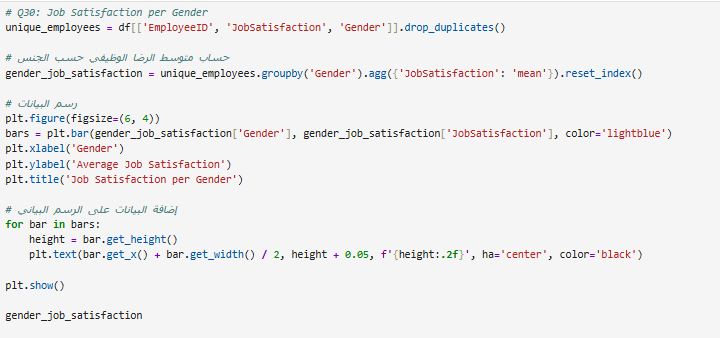 # Q30: Job Satisfaction per Gender
unique_employees = df[['EmployeeID', 'JobSatisfaction', 'Gender']].drop_duplicates()
# حساب متوسط الرضا الوظيفي حسب الجنس
gender_job_satisfaction = unique_employees.groupby('Gender').agg({'JobSatisfaction': 'mean'}).reset_index()
# رسم البيانات
plt.figure(figsize=(6, 4))
bars = plt.bar(gender_job_satisfaction['Gender'], gender_job_satisfaction['JobSatisfaction'], color='lightblue')
plt.xlabel('Gender')
plt.ylabel('Average Job Satisfaction')
plt.title('Job Satisfaction per Gender')
# إضافة البيانات على الرسم البياني
for bar in bars:
    height = bar.get_height()
    plt.text(bar.get_x() + bar.get_width() / 2, height + 0.05, f'{height:.2f}', ha='center', color='black')
plt.show()
gender_job_satisfaction